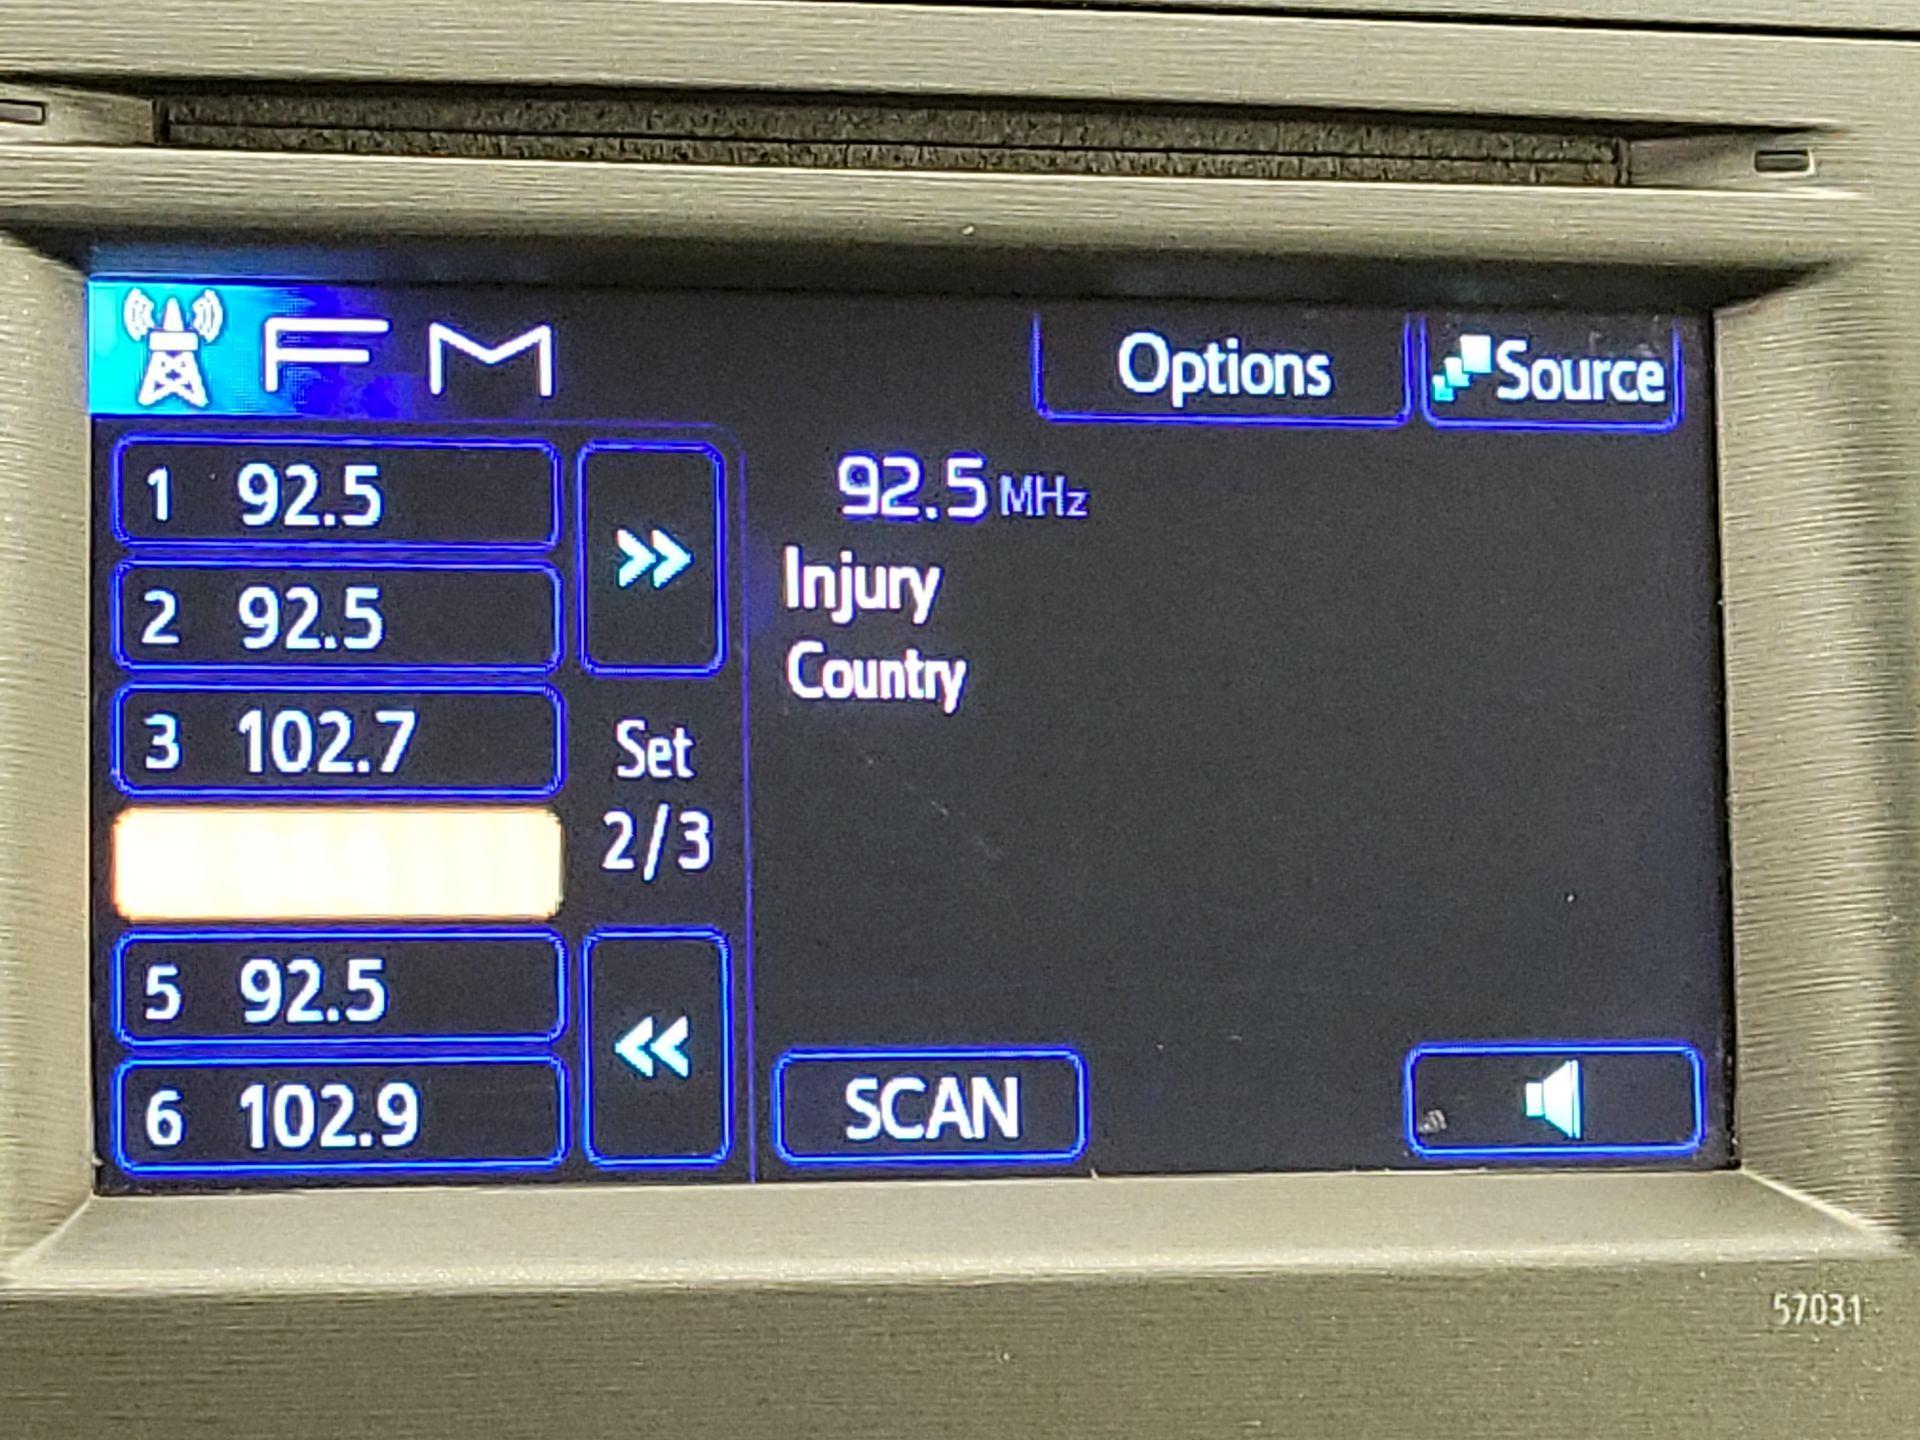 FM
Options
Source
1 92.5
2 92.5
3 102.7
5 92.5
6 102.9
Set
2/3
92.5 MHz
Injury
Country
SCAN
57031